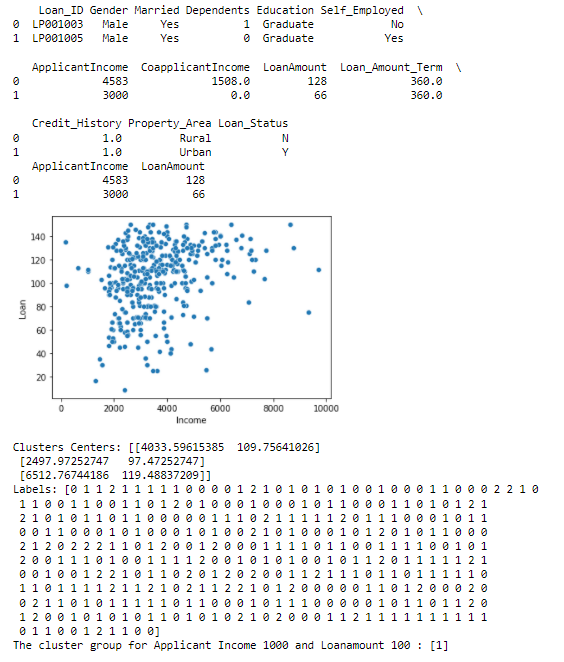 Loan_ID Gender Married Dependents Education Self_Employed \
0 LP001003 Male Yes 1 Graduate No
1 LP001005 Male Yes 0 Graduate Yes
ApplicantIncome CoapplicantIncome LoanAmount Loan_Amount_Term \
0 4583 1508.0 128 360.0
1 3000 0.0 66 360.0
Credit_History Property_Area Loan_Status
0 1.0 Rural N
1 1.0 Urban Y
ApplicantIncome LoanAmount
0 4583 128
1 3000 66
140
120
100
80
60
40
20
Loan
0 2000 4000 6000 8000 10000
Income
Clusters Centers: [[4033.59615385 109.75641026]
[2497.97252747 97.47252747]
[6512.76744186 119.48837209]]
Labels: [0 1 1 2 1 1 1 1 1 0 0 0 0 1 2 1 0 1 0 1 0 1 0 0 1 0 0 0 1 1 0 0 0 2 2 1 0
1 1 0 0 1 1 0 0 1 1 0 1 2 0 1 0 0 0 1 0 0 0 1 0 1 1 0 0 0 1 1 0 1 0 1 2 1
2 1 0 1 0 1 1 0 1 1 0 0 0 0 0 1 1 1 0 2 1 1 1 1 1 1 2 0 1 1 1 0 0 0 1 0 1 1
0 0 1 1 0 0 0 1 0 1 0 0 0 1 0 0 1 0 0 2 1 0 1 0 0 0 1 0 0 1 0 2 0 1 1 0 0 0
2 1 2 0 2 2 2 1 1 0 1 2 0 0 1 2 0 0 0 1 1 1 0 1 1 0 0 1 1 1 1 0 0 1 0 1
2 0 0 1 1 1 0 1 0 0 1 1 1 1 2 0 0 1 0 1 0 0 1 0 0 1 0 1 1 2 0 1 1 1 1 1 2 1
0 0 1 0 0 1 2 2 1 0 1 1 0 2 0 1 2 0 2 0 0 1 1 2 1 1 1 0 1 1 0 1 1 1 1 1 1 0
1 1 0 1 1 1 1 2 2 1 1 2 0 1 0 2 1 1 2 2 0 1 2 0 0 0 0 0 0 1 1 0 1 2 0 0 0 2 0
0 2 1 1 0 1 0 1 1 1 1 1 0 1 1 0 0 0 1 0 0 1 1 1 0 1 1 0 1 0 1 1 2 0
1 2 0 0 1 0 1 0 1 0 1 1 0 1 0 1 0 2 1 0 2 0 0 0 1 1 2 1 1 1 1 1 1 1 1 1 1
0 1 1 0 0 1 2 1 1 0 0]
The cluster group for Applicant Income 1000 and Loanamount 100 : [1]